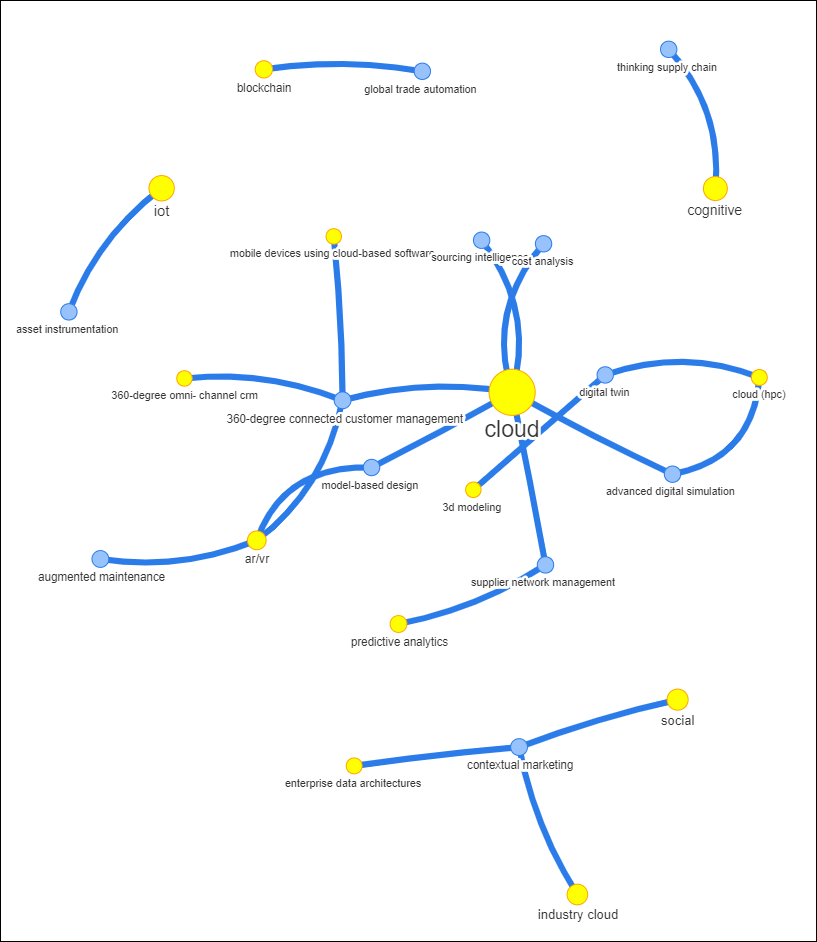 thinking supply chain
blockchain
global trade automation
iot
cognitive
mobile devices using cloud-based software
sourcing intelligence
cost analysis
asset instrumentation
360-degree omni- channel crm
digital twin
cloud (hpc)
360-degree connected customer management
cloud
model-based design
advanced digital simulation
3d modeling
ar/vr
augmented maintenance
supplier network management
predictive analytics
social
contextual marketing
enterprise data architectures
industry cloud